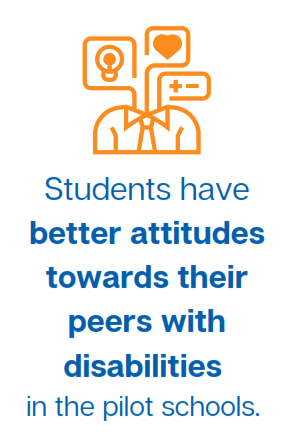 Students have
better attitudes
towards their
peers with
disabilities
in the pilot schools.